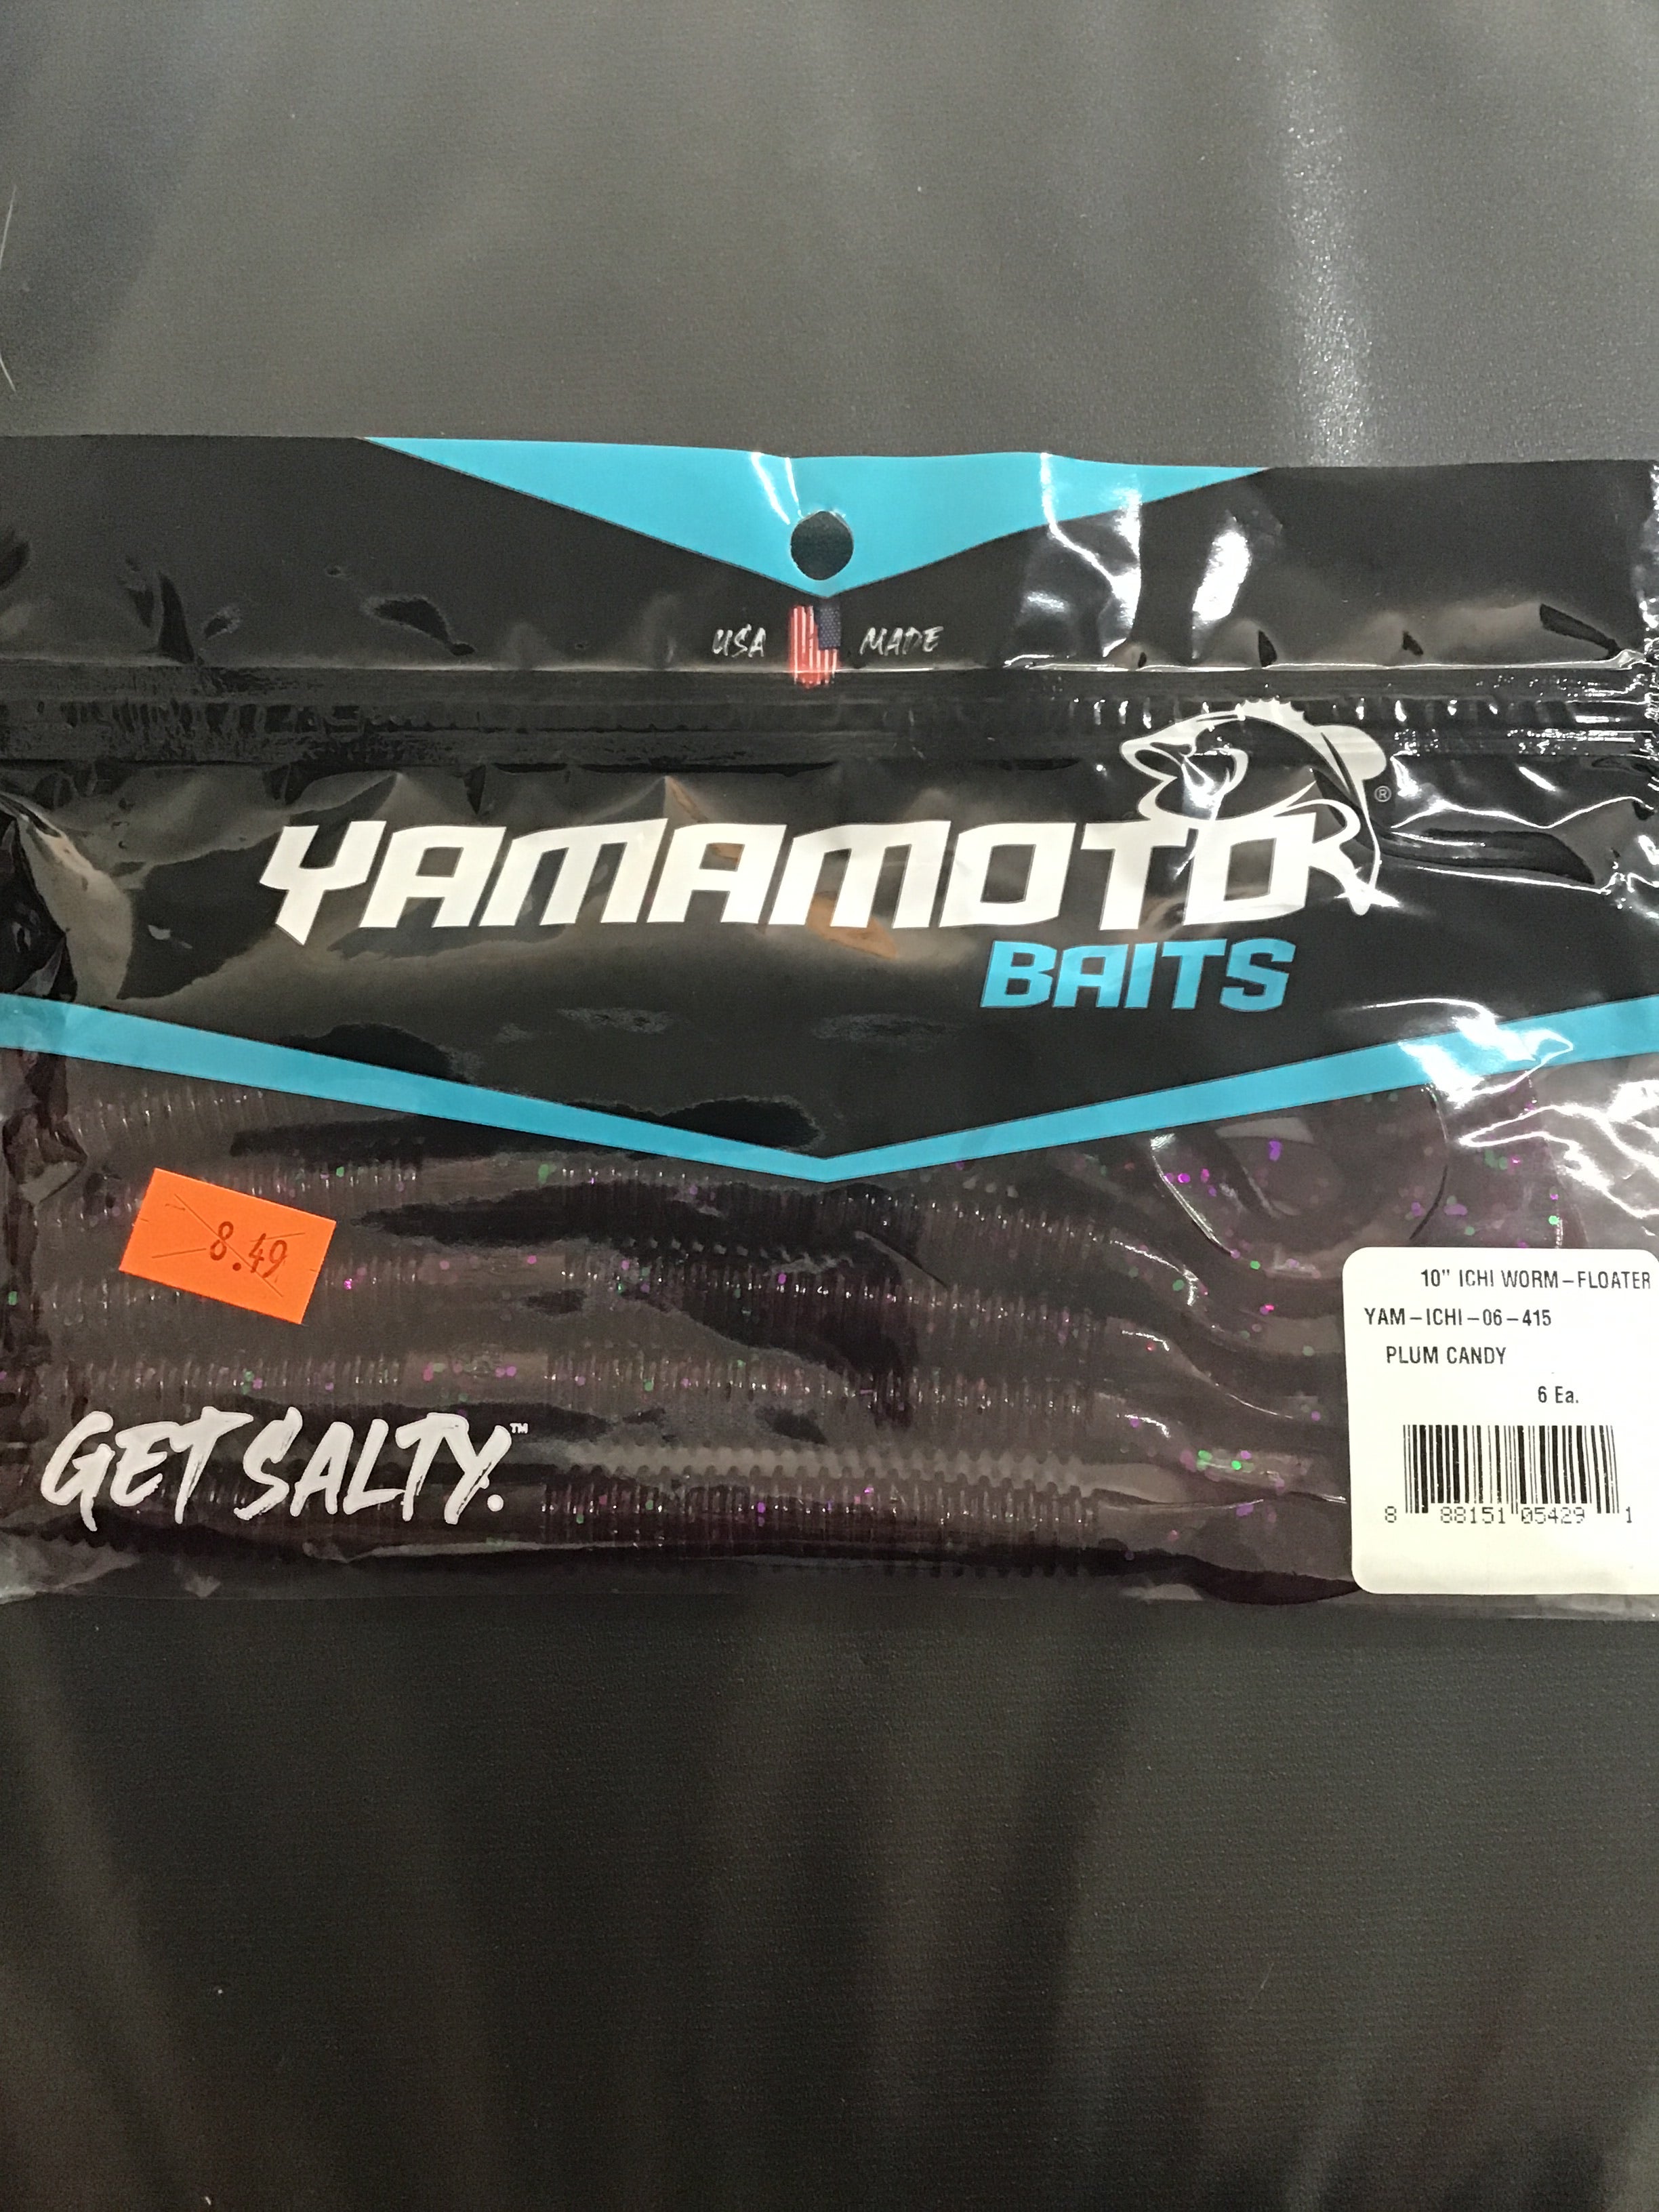 USA MADE
YAMAMOTO®
BAITS
8.49
GET SALTY.™
10" ICHI WORM–FLOATER
YAM–ICHI–06–415
PLUM CANDY
6 Ea.
8 88151 05429 1